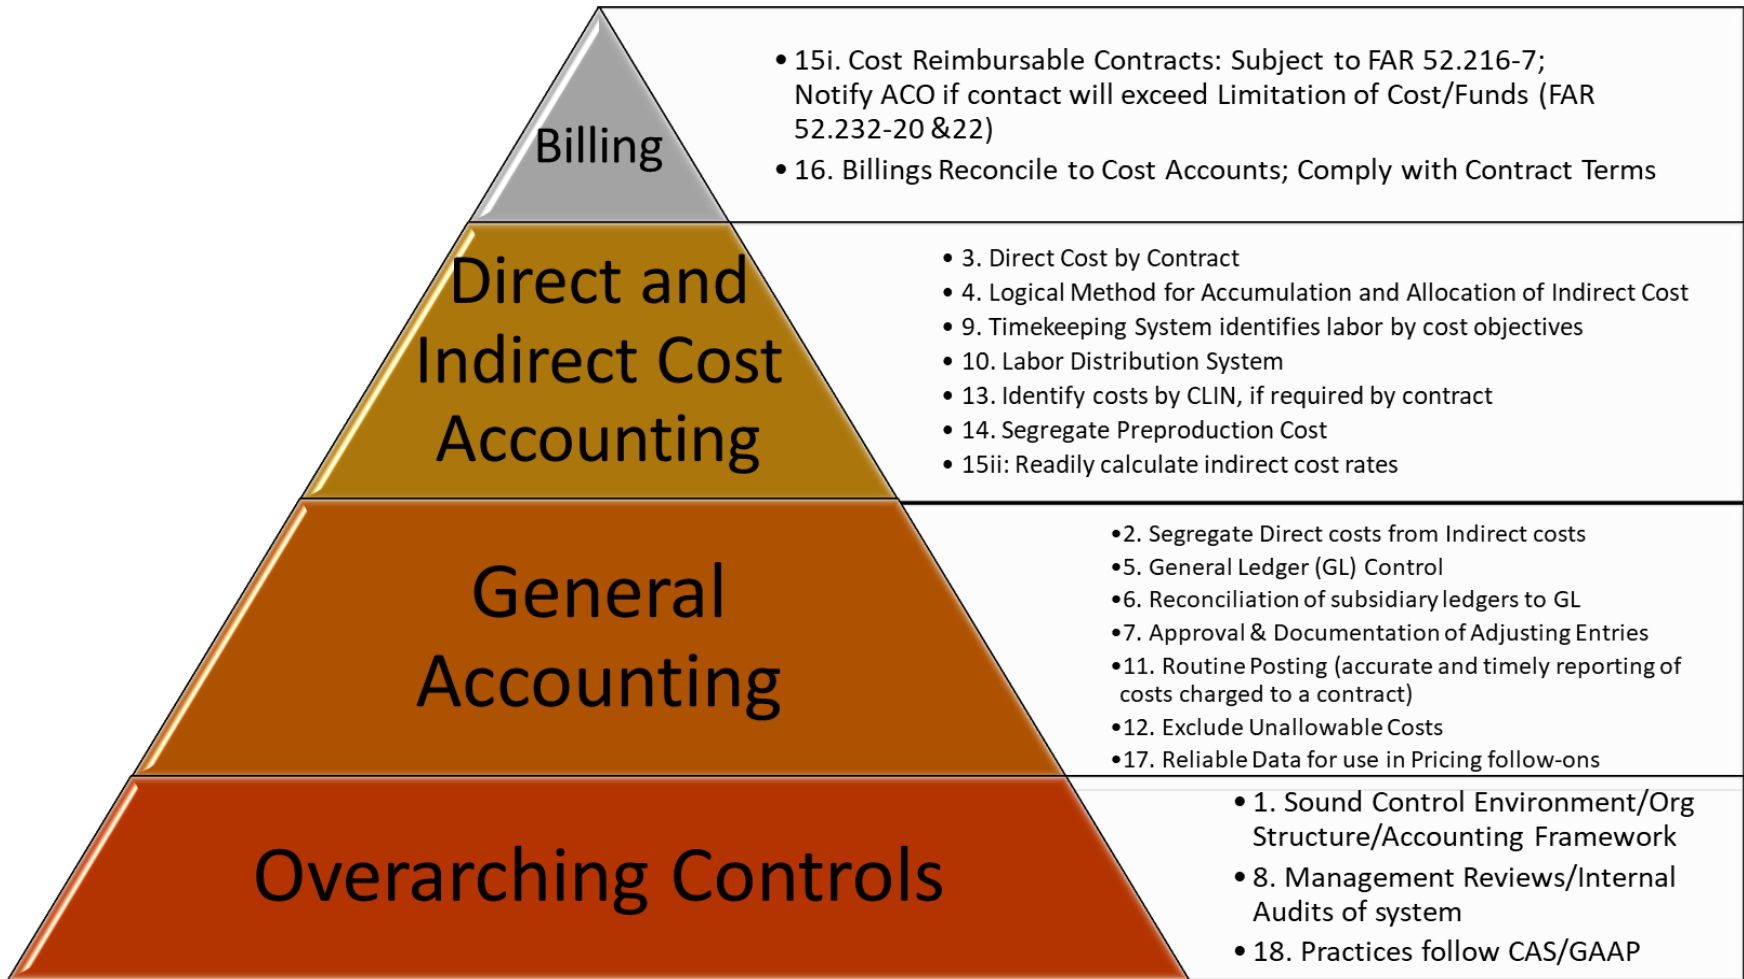 Billing
• 15i. Cost Reimbursable Contracts: Subject to FAR 52.216-7;
Notify ACO if contact will exceed Limitation of Cost/Funds (FAR
52.232-20 &22)
• 16. Billings Reconcile to Cost Accounts; Comply with Contract Terms
Direct and
Indirect Cost
Accounting
• 3. Direct Cost by Contract
• 4. Logical Method for Accumulation and Allocation of Indirect Cost
• 9. Timekeeping System identifies labor by cost objectives
• 10. Labor Distribution System
• 13. Identify costs by CLIN, if required by contract
• 14. Segregate Preproduction Cost
• 15ii: Readily calculate indirect cost rates
General
Accounting
•2. Segregate Direct costs from Indirect costs
•5. General Ledger (GL) Control
•6. Reconciliation of subsidiary ledgers to GL
•7. Approval & Documentation of Adjusting Entries
•11. Routine Posting (accurate and timely reporting of
costs charged to a contract)
•12. Exclude Unallowable Costs
•17. Reliable Data for use in Pricing follow-ons
Overarching Controls
• 1. Sound Control Environment/Org
Structure/Accounting Framework
• 8. Management Reviews/Internal
Audits of system
• 18. Practices follow CAS/GAAP